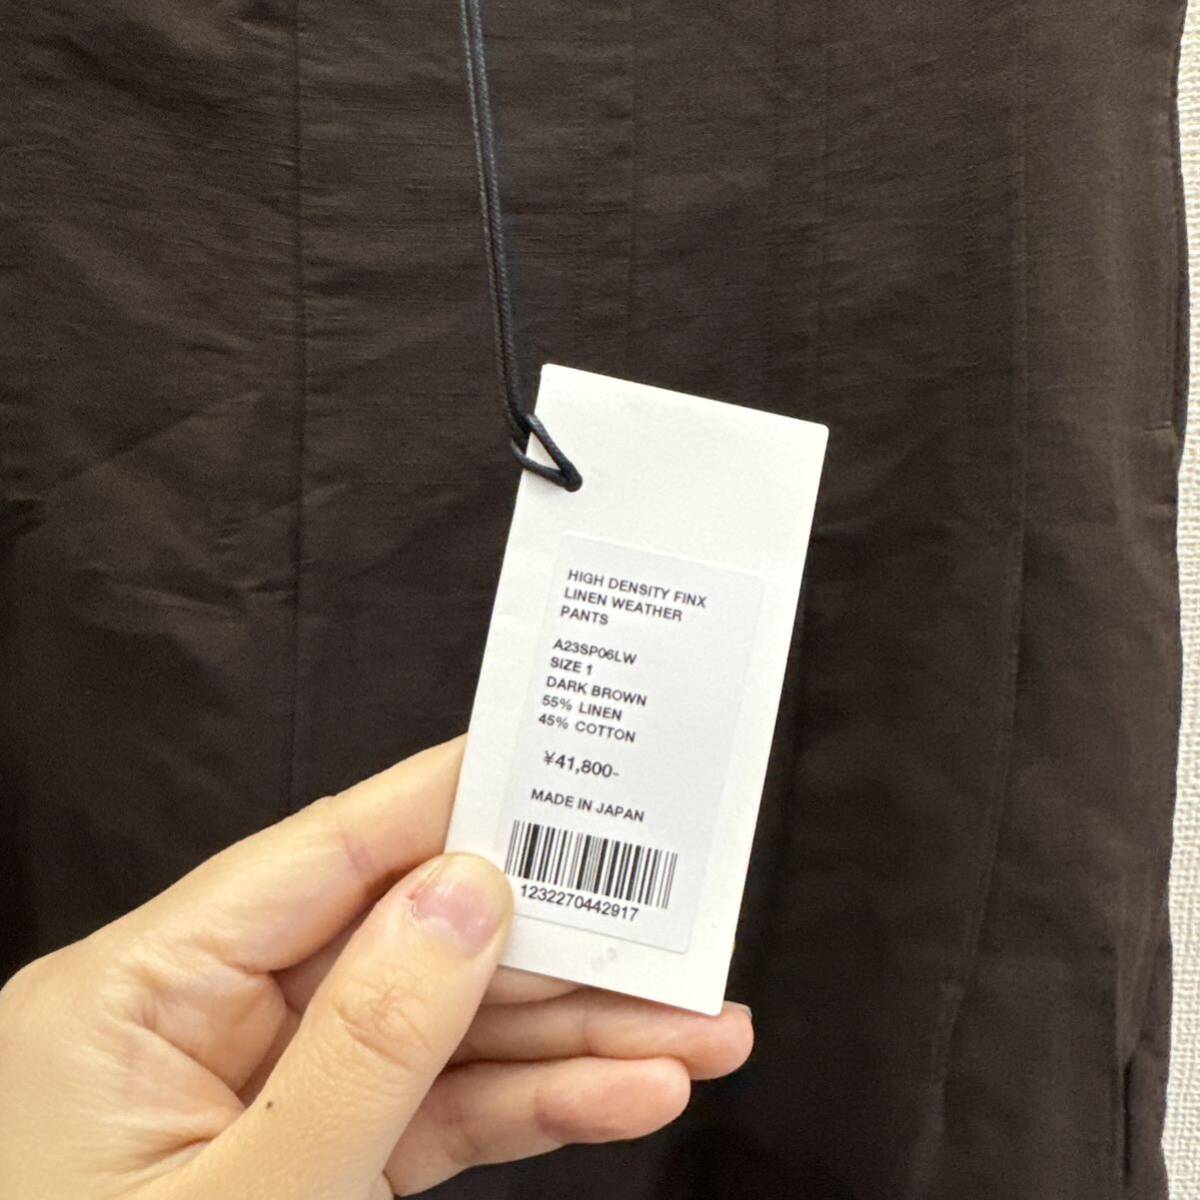 HIGH DENSITY FINX
LINEN WEATHER
PANTS
A23SP06LW
SIZE 1
DARK BROWN
55% LINEN
45% COTTON
¥41,800-
MADE IN JAPAN
1232270442917